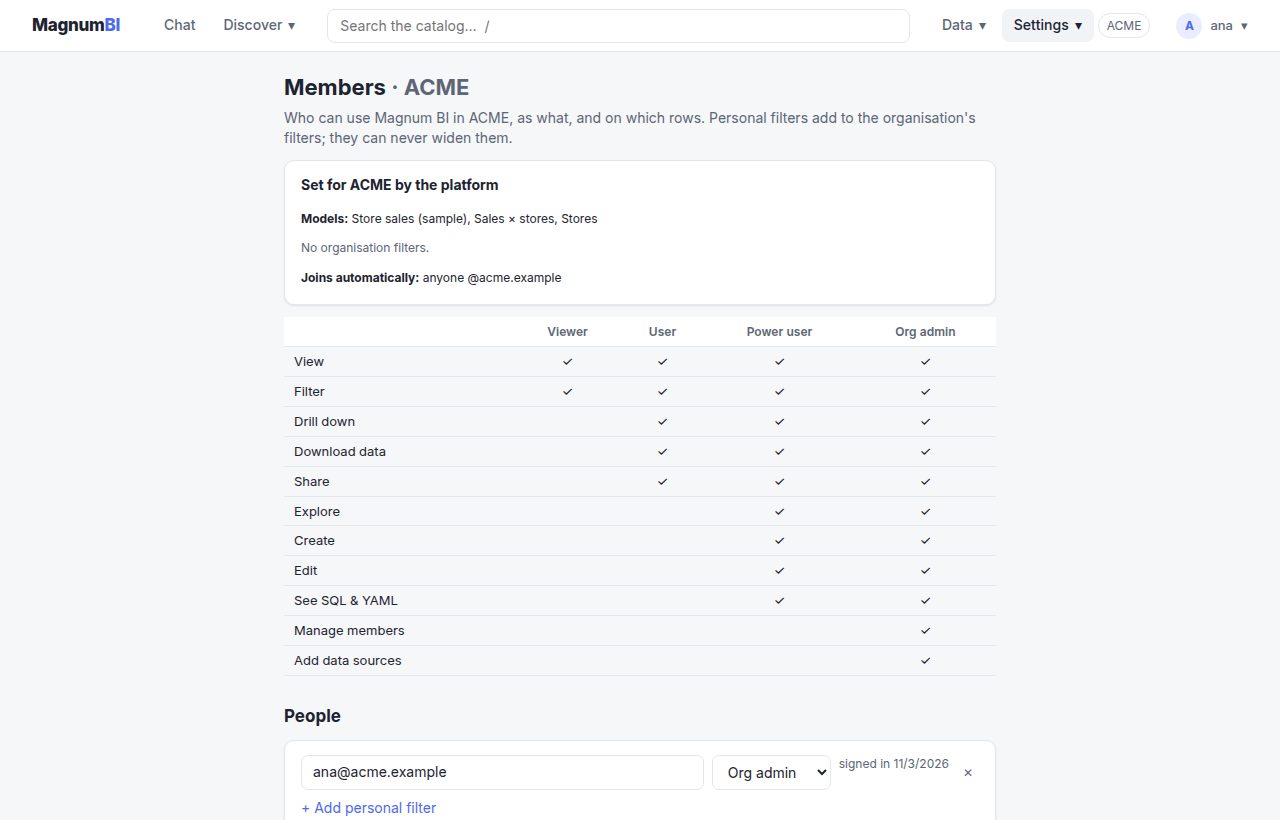 MagnumBI Chat Discover ▾ Search the catalog... / Data ▾ Settings ▾ ACME A ana ▾
Members · ACME
Who can use Magnum BI in ACME, as what, and on which rows. Personal filters add to the organisation's
filters; they can never widen them.
Set for ACME by the platform
Models: Store sales (sample), Sales × stores, Stores
No organisation filters.
Joins automatically: anyone @acme.example
Viewer User Power user Org admin
View ✓ ✓ ✓ ✓
Filter ✓ ✓ ✓ ✓
Drill down ✓ ✓ ✓
Download data ✓ ✓ ✓
Share ✓ ✓ ✓
Explore ✓ ✓
Create ✓ ✓
Edit ✓ ✓
See SQL & YAML ✓ ✓
Manage members ✓
Add data sources ✓
People
ana@acme.example Org admin signed in 11/3/2026 ×
+ Add personal filter